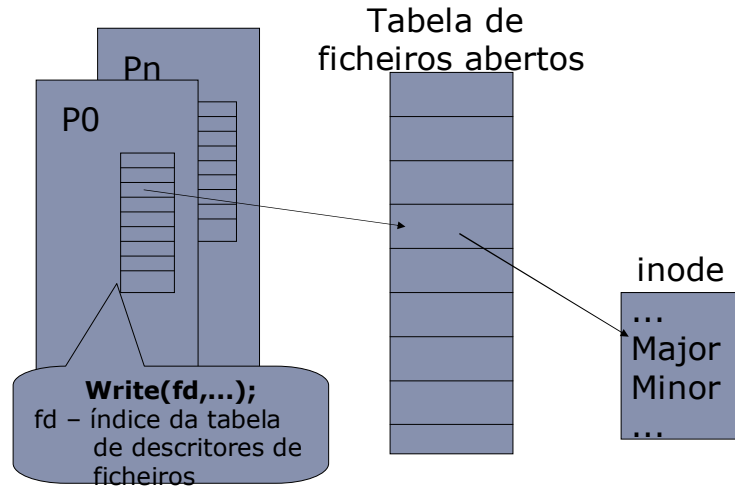 Tabela de
ficheiros abertos
Pn
P0
inode
...
Major
Minor
...
Write(fd,...);
fd – índice da tabela
de descritores de
ficheiros